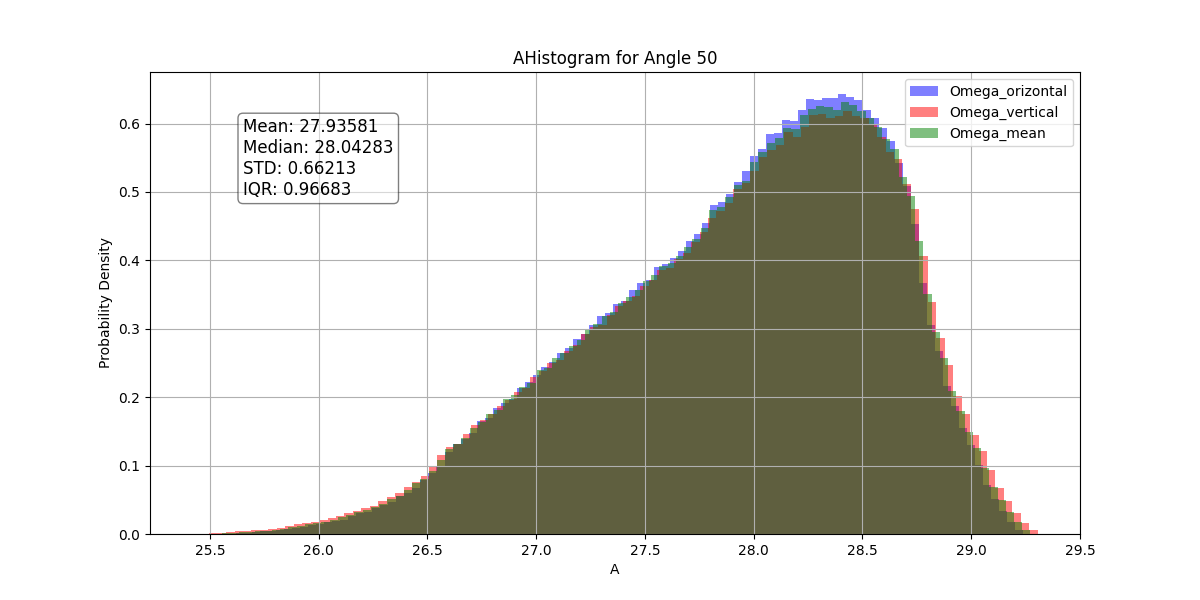 AHistogram for Angle 50
Omega_orizontal
Omega_vertical
Omega_mean
Mean: 27.93581
Median: 28.04283
STD: 0.66213
IQR: 0.96683
Probability Density
0.6
0.5
0.4
0.3
0.2
0.1
0.0
25.5 26.0 26.5 27.0 27.5 28.0 28.5 29.0 29.5
A